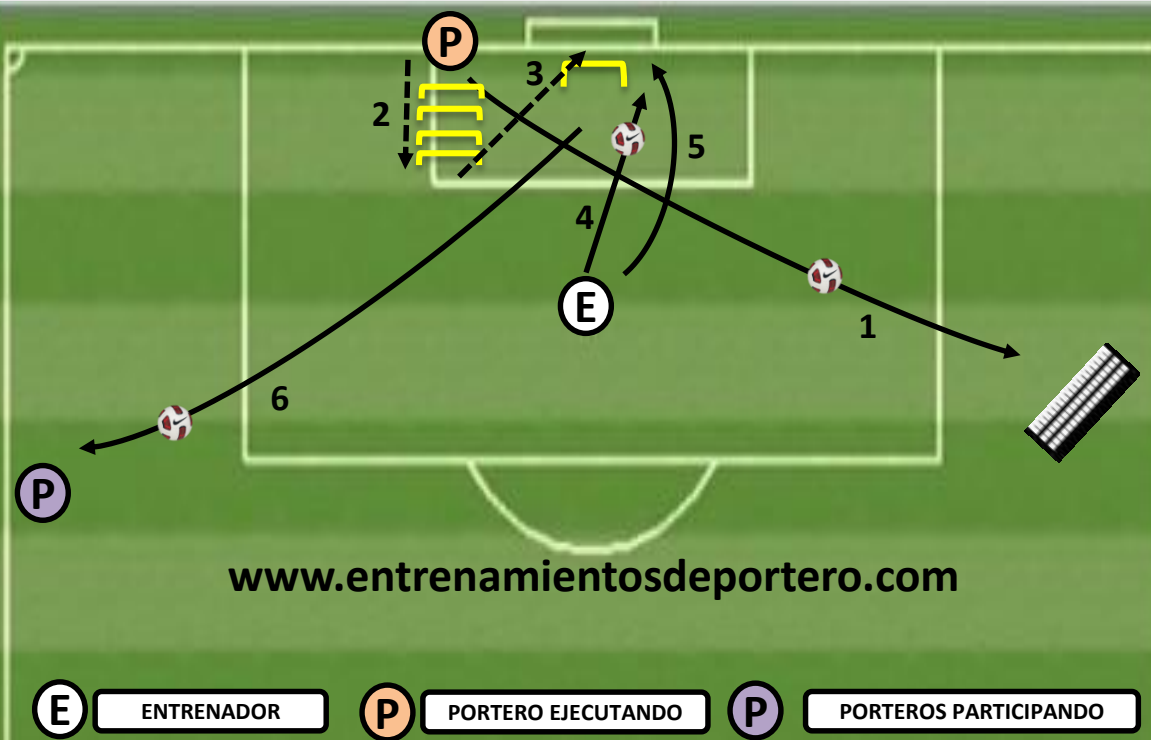 P
3
2
5
4
E
1
6
P
www.entrenamientosdeportero.com
E ENTRENADOR P PORTERO EJECUTANDO P PORTEROS PARTICIPANDO